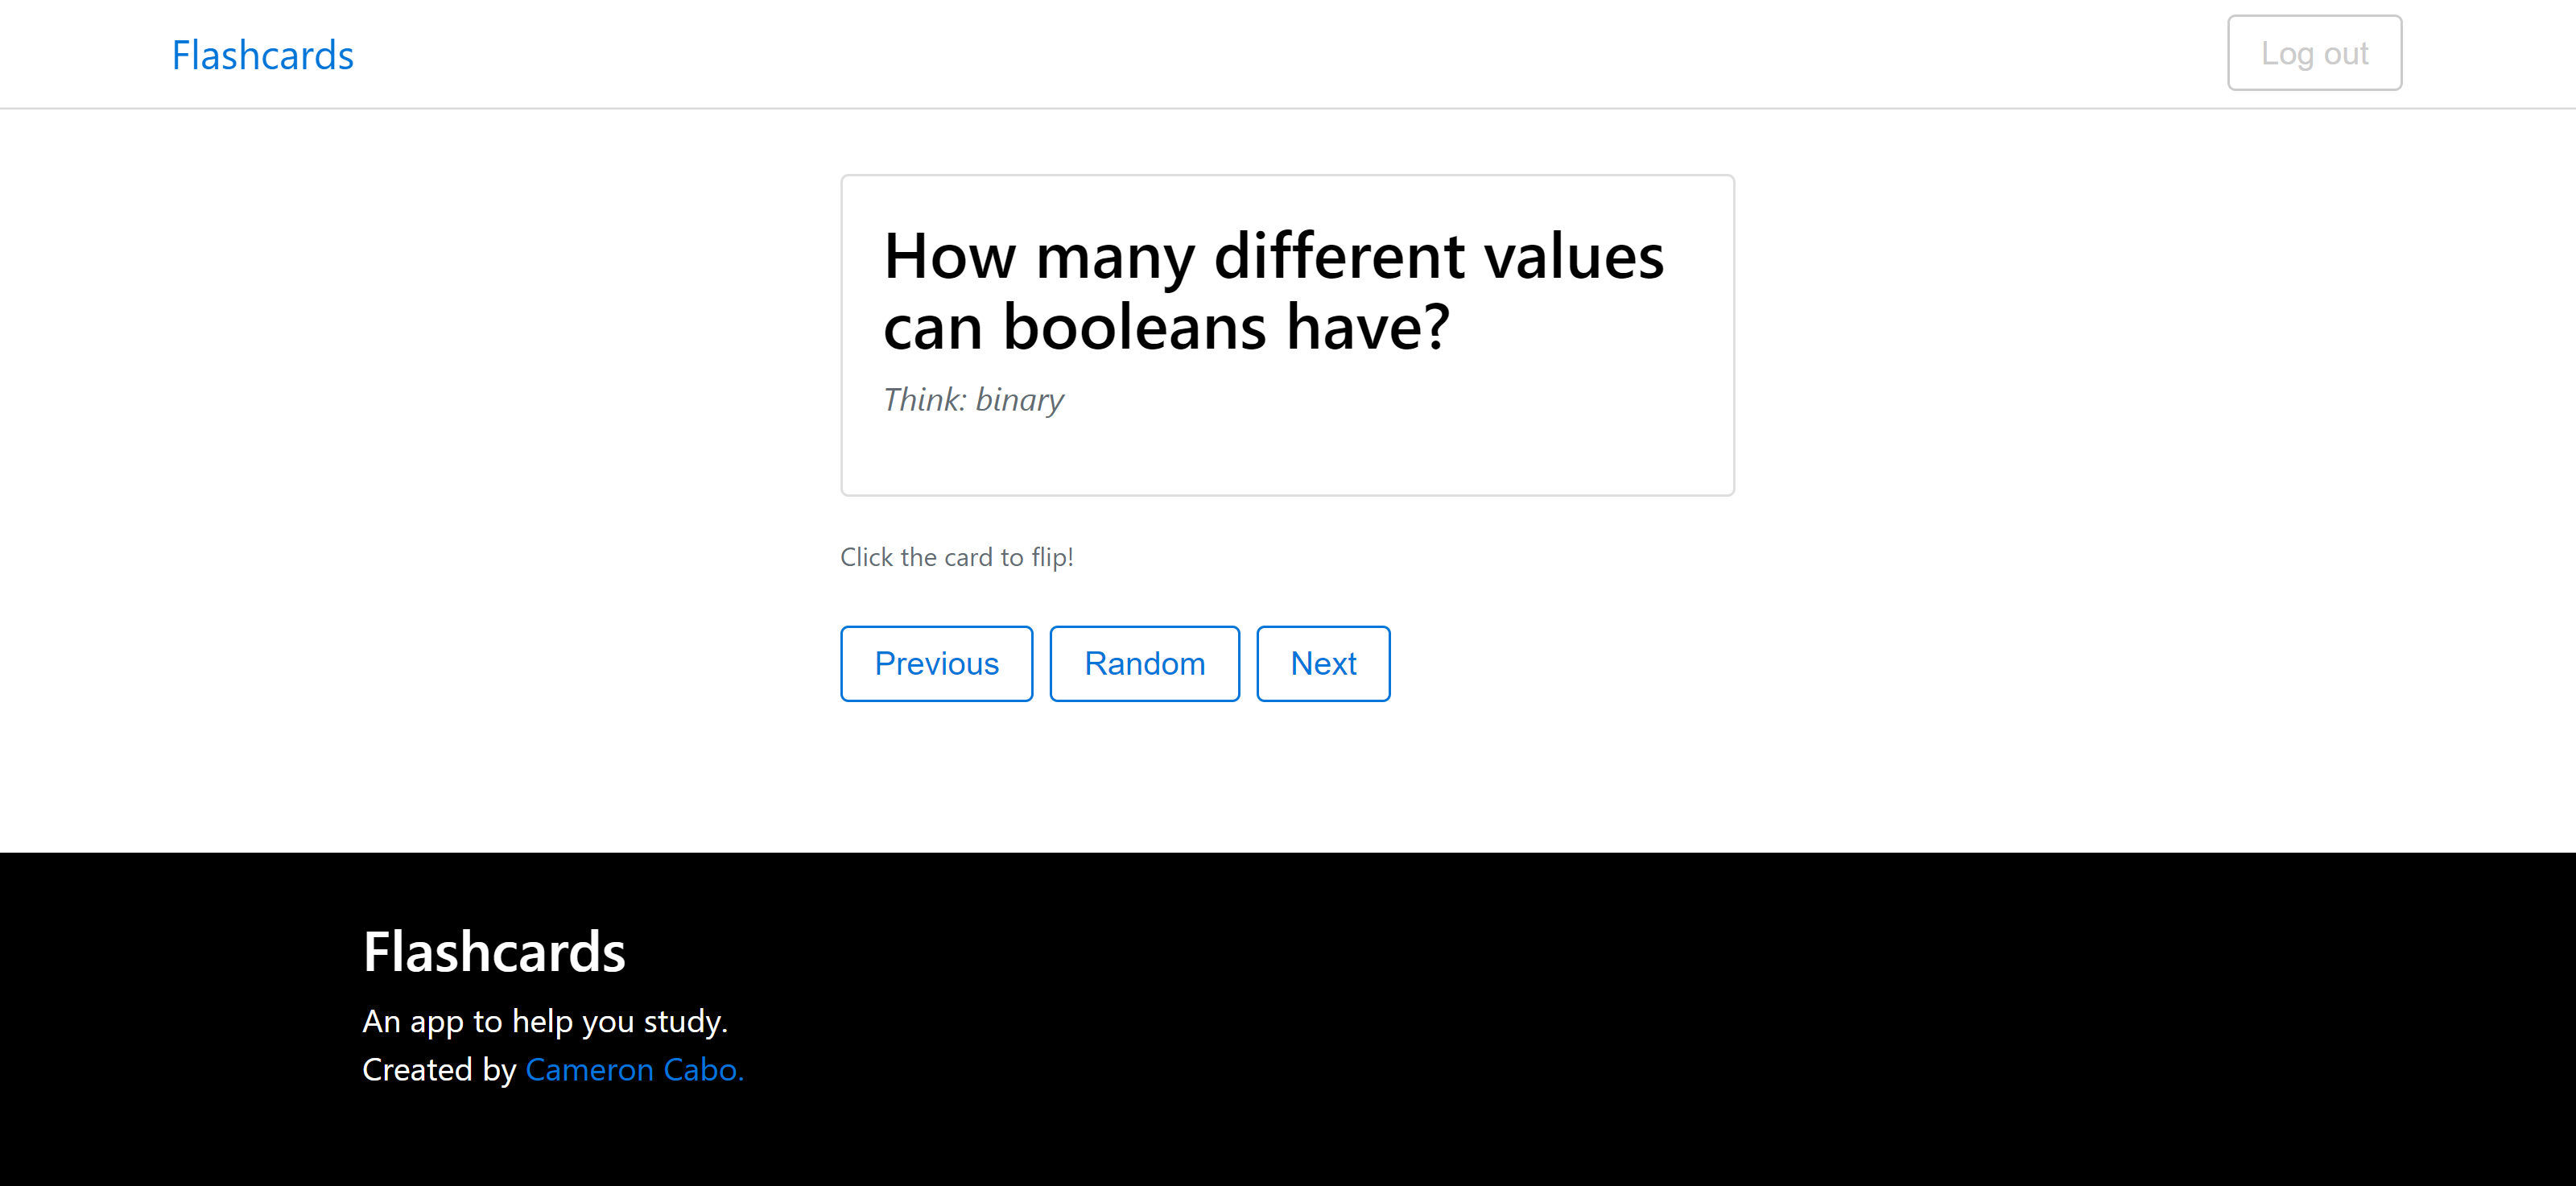 Flashcards
Log out
How many different values
can booleans have?
Think: binary
Click the card to flip!
Previous
Random
Next
Flashcards
An app to help you study.
Created by Cameron Cabo.